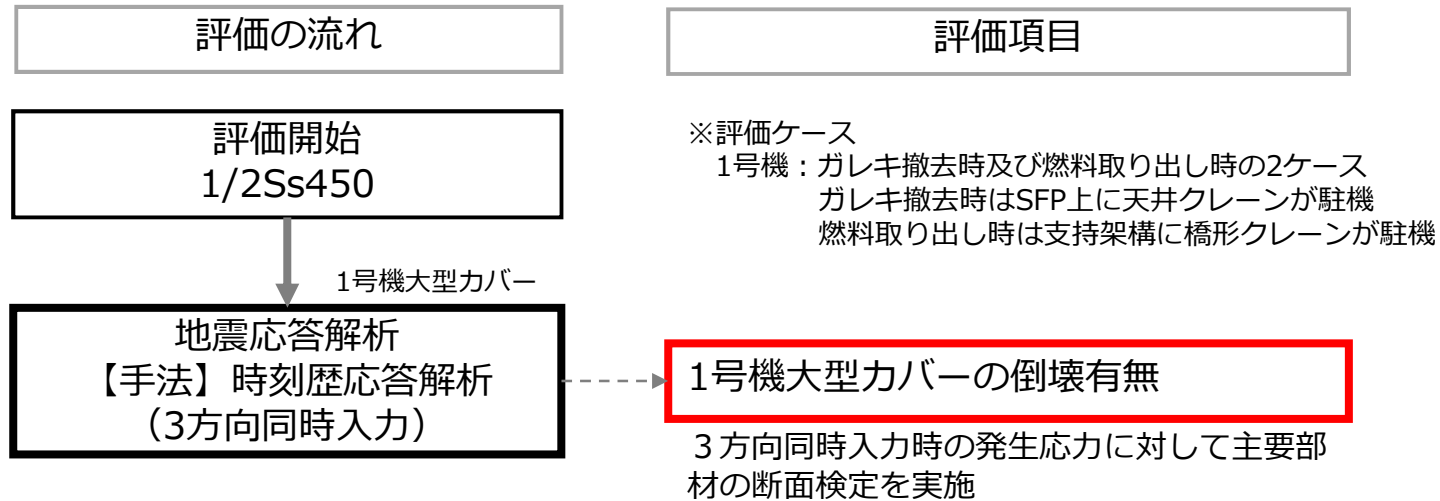 評価の流れ
評価項目
評価開始
1/2Ss450
※評価ケース
1号機：ガレキ撤去時及び燃料取り出し時の2ケース
ガレキ撤去時はSFP上に天井クレーンが駐機
燃料取り出し時は支持架構に橋形クレーンが駐機
1号機大型カバー
地震応答解析
【手法】時刻歴応答解析
（3方向同時入力）
1号機大型カバーの倒壊有無
３方向同時入力時の発生応力に対して主要部
材の断面検定を実施